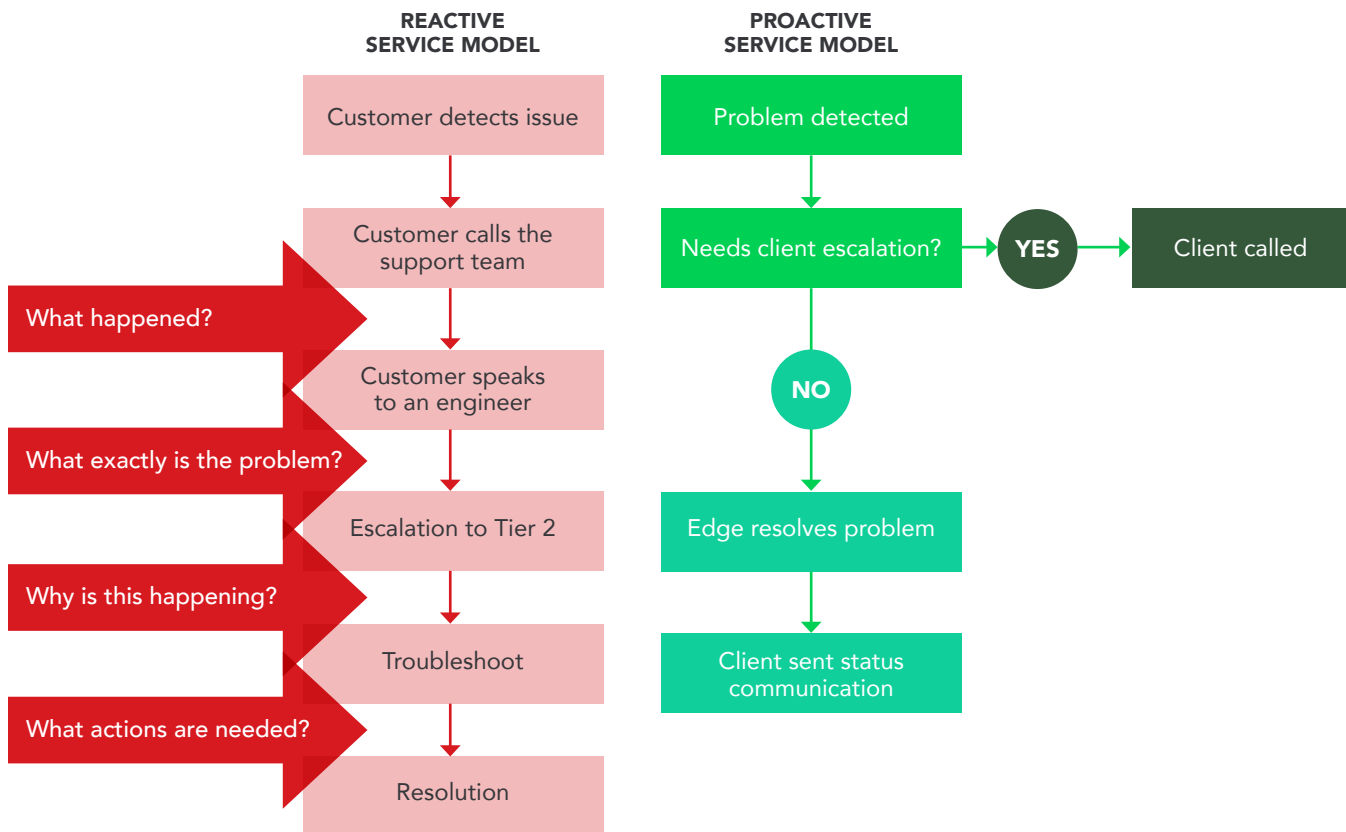 REACTIVE
SERVICE MODEL
Customer detects issue
Customer calls the
support team
What happened?
Customer speaks
to an engineer
What exactly is the problem?
Escalation to Tier 2
Why is this happening?
Troubleshoot
What actions are needed?
Resolution
PROACTIVE
SERVICE MODEL
Problem detected
Needs client escalation?
YES
Client called
NO
Edge resolves problem
Client sent status
communication